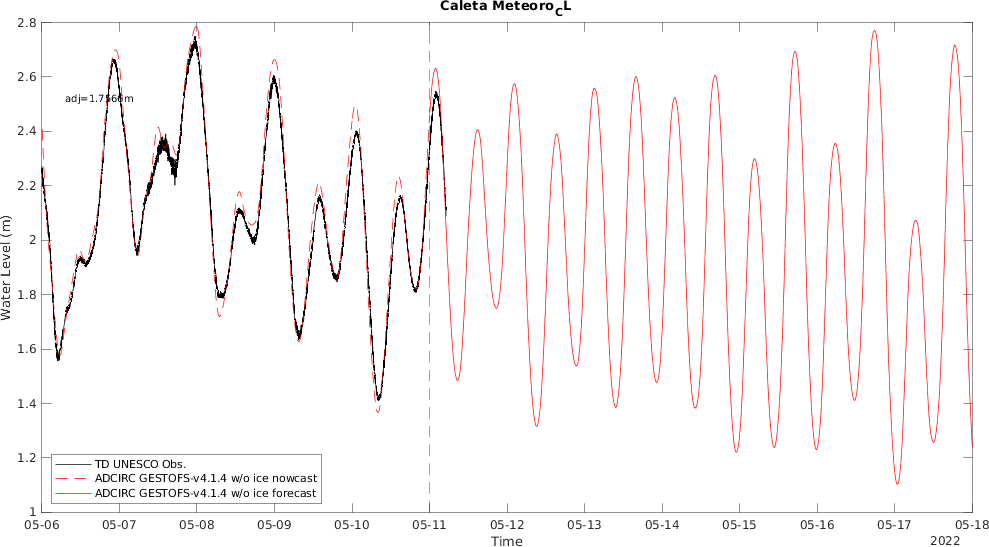 Caleta Meteoro_CL
2.8
2.6
adj=1.7566m
2.4
2.2
2
Water Level (m)
1.8
1.6
1.4
1.2
1
TD UNESCO Obs.
ADCIRC GESTOFS-v4.1.4 w/o ice nowcast
ADCIRC GESTOFS-v4.1.4 w/o ice forecast
05-06 05-07 05-08 05-09 05-10 05-11 05-12 05-13 05-14 05-15 05-16 05-17 05-18
Time
2022